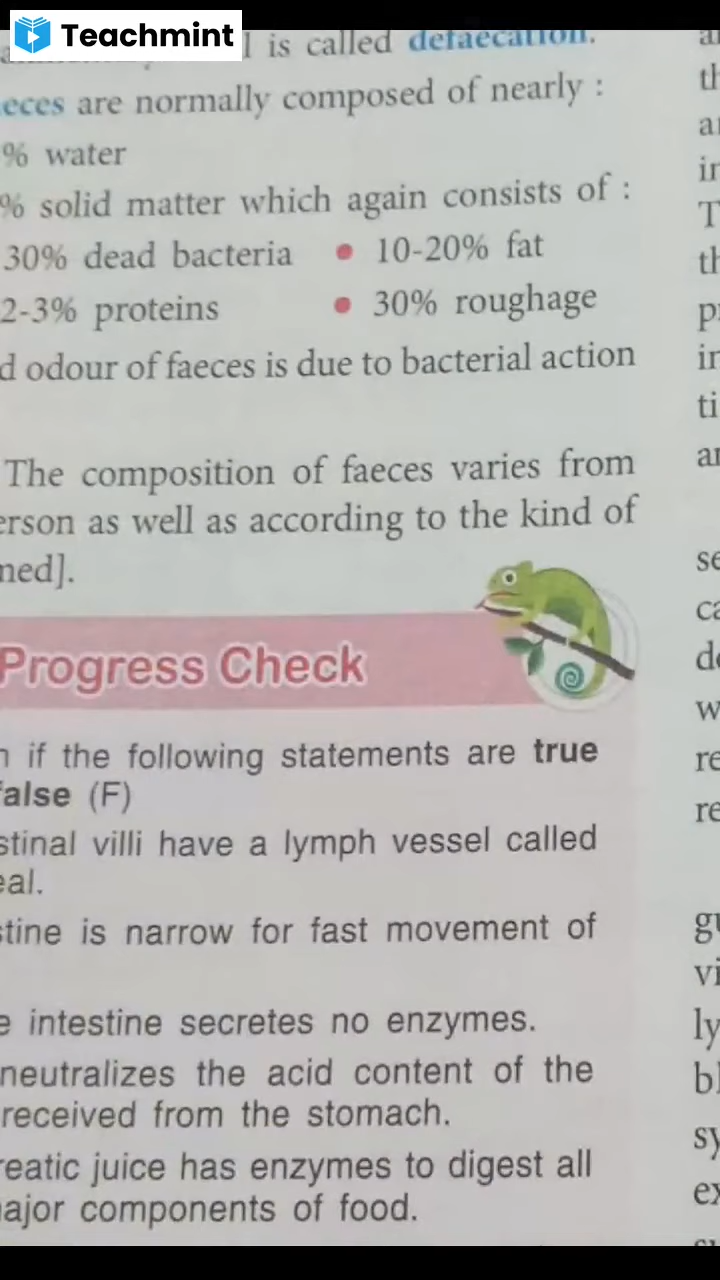 Teachmint
l is called defaecation.
eces are normally composed of nearly :
% water
% solid matter which again consists of :
30% dead bacteria • 10-20% fat
2-3% proteins • 30% roughage
d odour of faeces is due to bacterial action
The composition of faeces varies from
erson as well as according to the kind of
ned].
Progress Check
n if the following statements are true
false (F)
stinal villi have a lymph vessel called
eal.
stine is narrow for fast movement of
e intestine secretes no enzymes.
neutralizes the acid content of the
received from the stomach.
reatic juice has enzymes to digest all
ajor components of food.